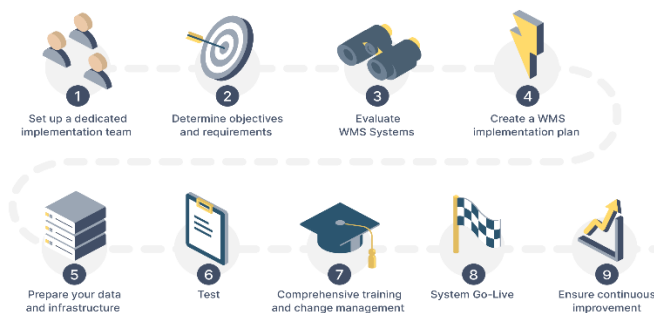 1
Set up a dedicated
implementation team
2
Determine objectives
and requirements
3
Evaluate
WMS Systems
4
Create a WMS
implementation plan
5
Prepare your data
and infrastructure
6
Test
7
Comprehensive training
and change management
8
System Go-Live
9
Ensure continuous
improvement